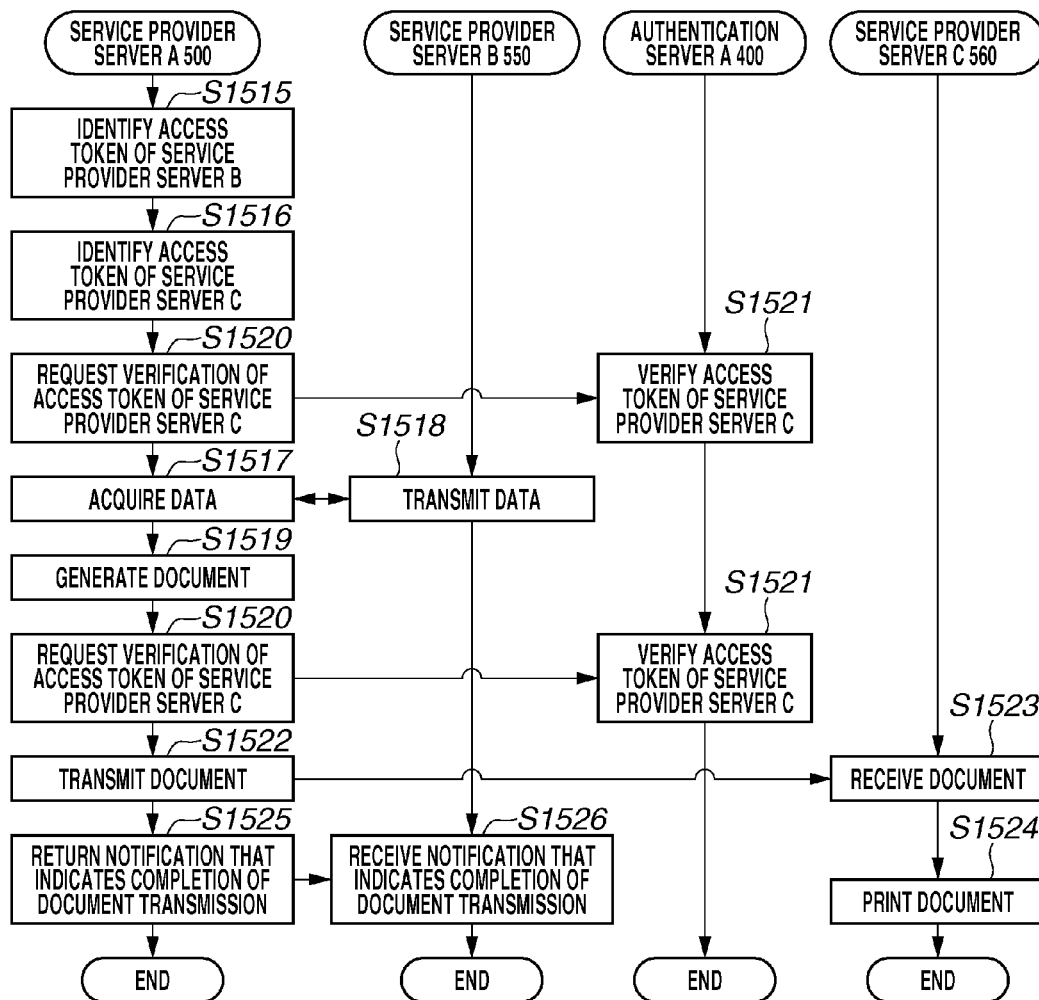 SERVICE PROVIDER
SERVER A 500
SERVICE PROVIDER
SERVER B 550
AUTHENTICATION
SERVER A 400
SERVICE PROVIDER
SERVER C 560
S1515
IDENTIFY ACCESS
TOKEN OF SERVICE
PROVIDER SERVER B
S1516
IDENTIFY ACCESS
TOKEN OF SERVICE
PROVIDER SERVER C
S1520
REQUEST VERIFICATION OF
ACCESS TOKEN OF SERVICE
PROVIDER SERVER C
S1521
VERIFY ACCESS
TOKEN OF SERVICE
PROVIDER SERVER C
S1517
ACQUIRE DATA
S1518
TRANSMIT DATA
S1519
GENERATE DOCUMENT
S1520
REQUEST VERIFICATION OF
ACCESS TOKEN OF SERVICE
PROVIDER SERVER C
S1521
VERIFY ACCESS
TOKEN OF SERVICE
PROVIDER SERVER C
S1522
TRANSMIT DOCUMENT
S1523
RECEIVE DOCUMENT
S1525
RETURN NOTIFICATION THAT
INDICATES COMPLETION OF
DOCUMENT TRANSMISSION
S1526
RECEIVE NOTIFICATION THAT
INDICATES COMPLETION OF
DOCUMENT TRANSMISSION
S1524
PRINT DOCUMENT
END
END
END
END